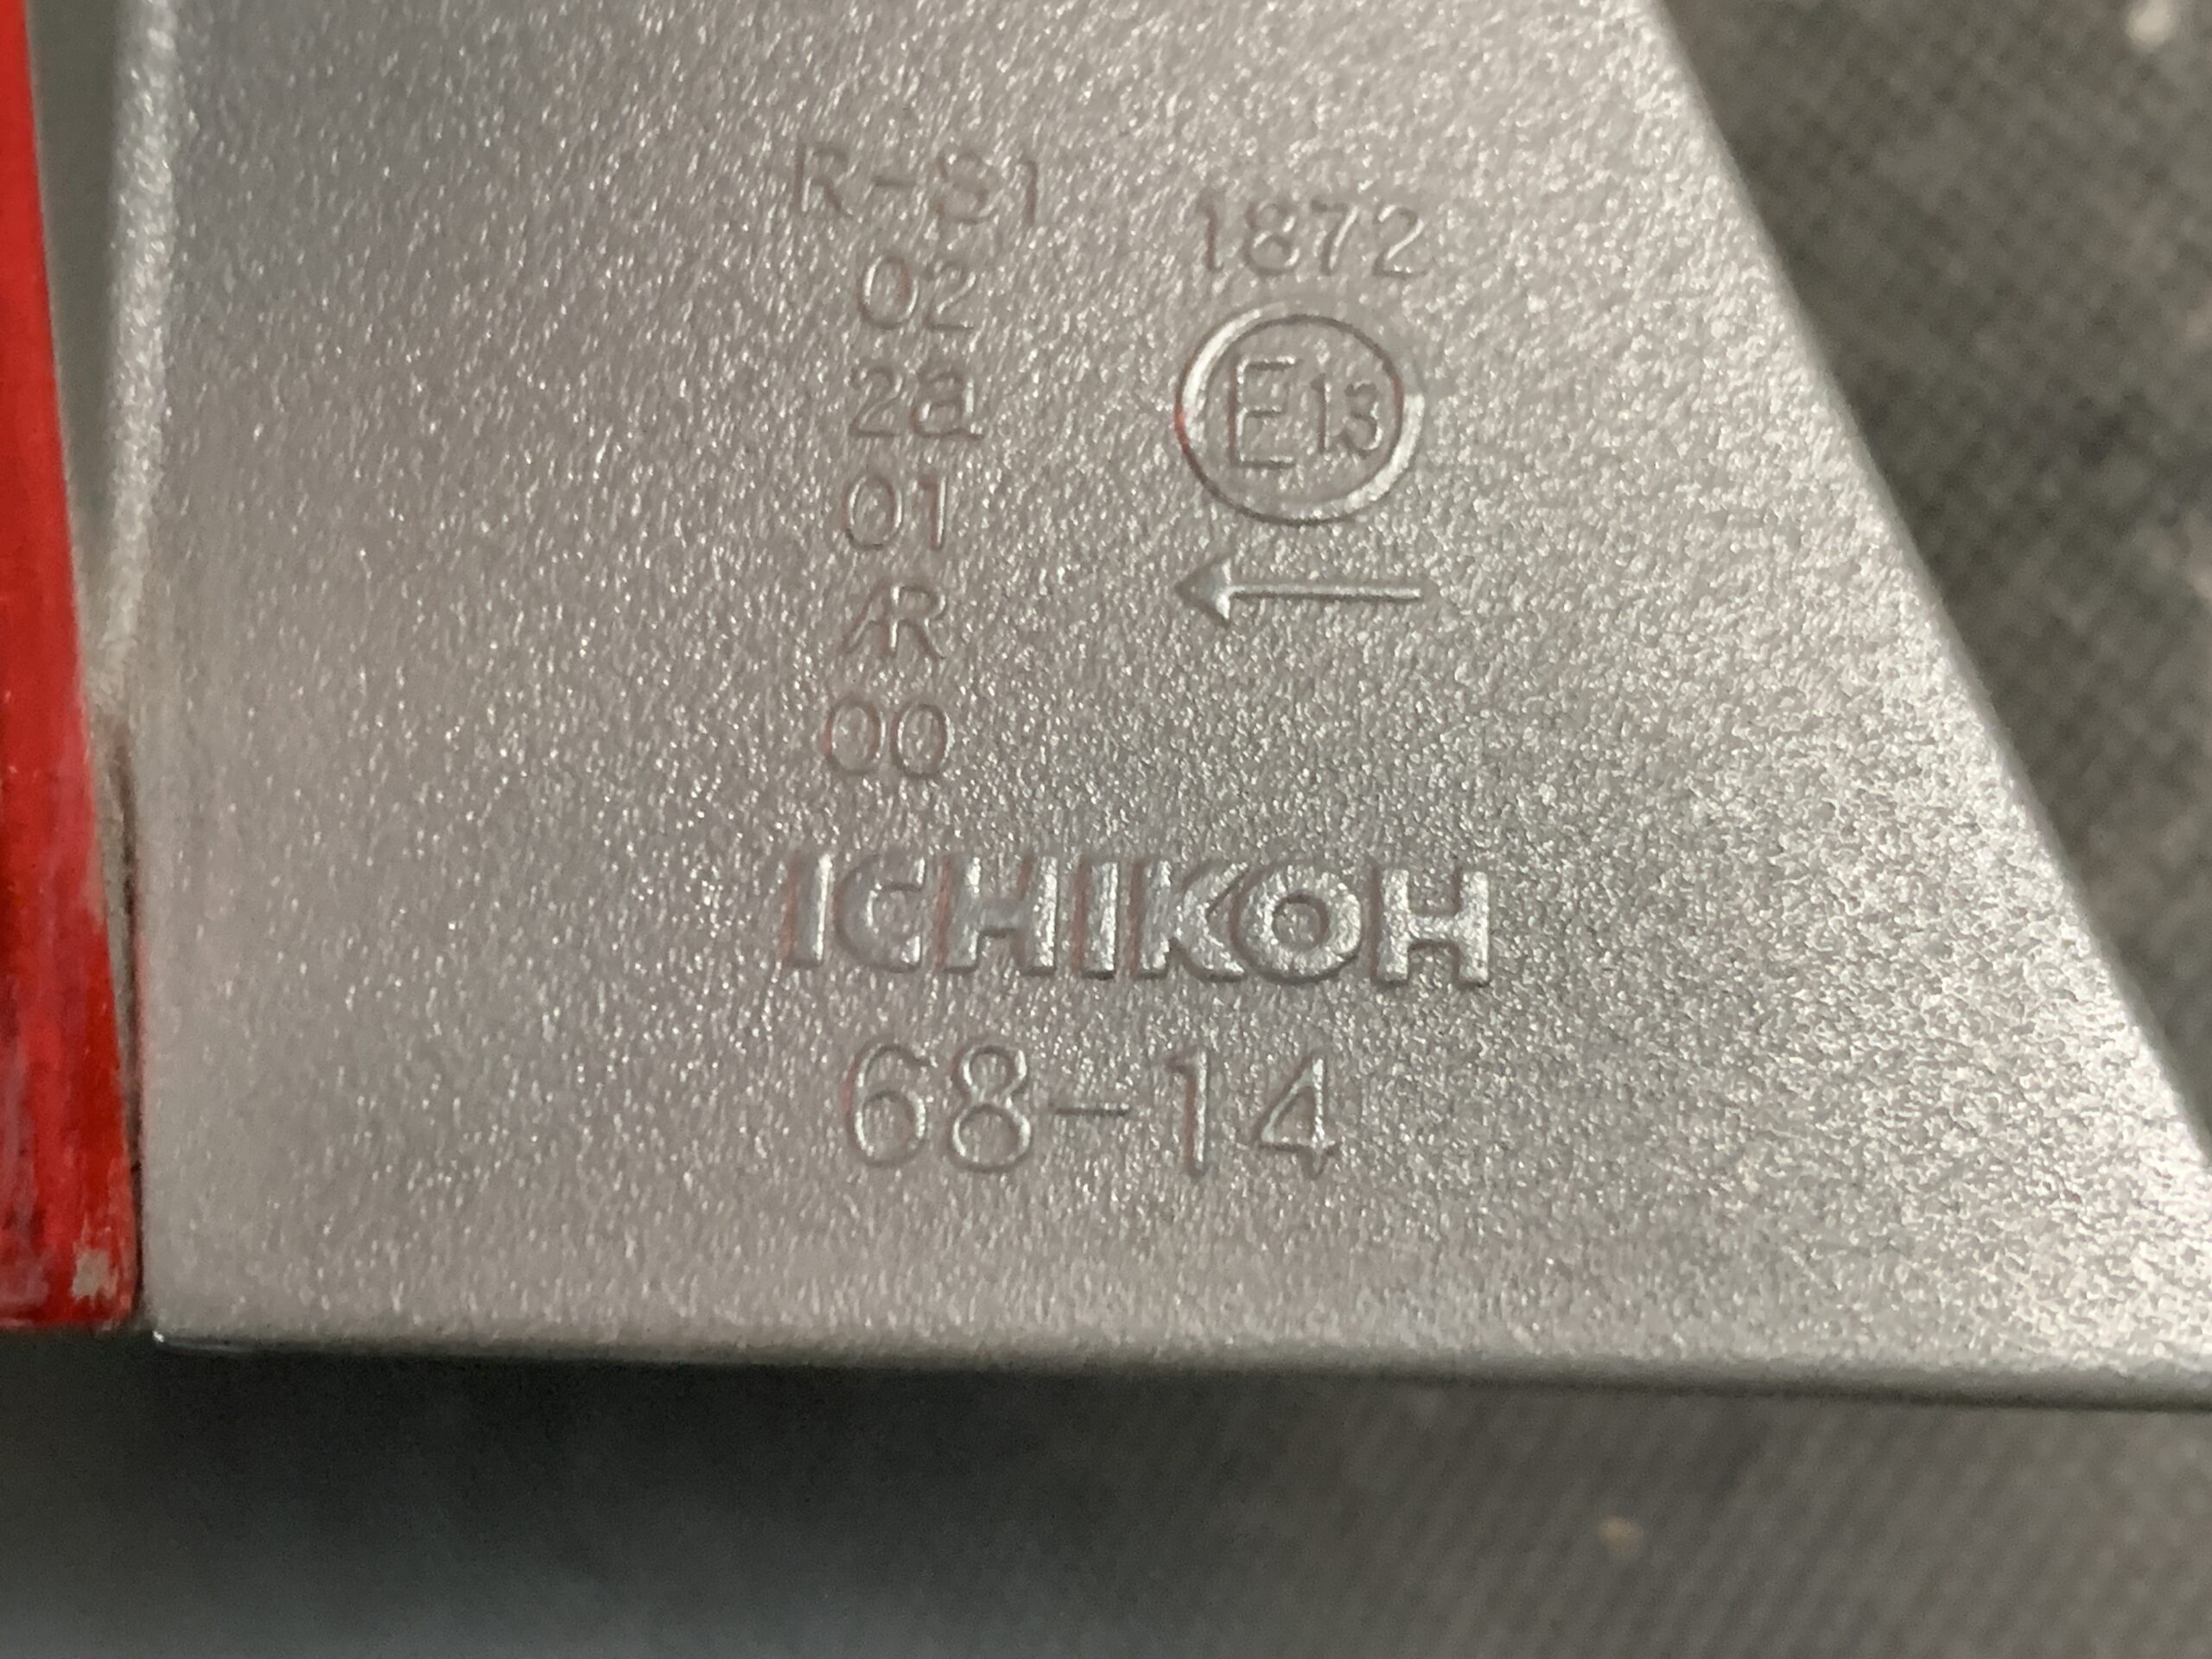 R-S1
02
2a
01
AR
00
1872
E13
←
ICHIKOH
68-14